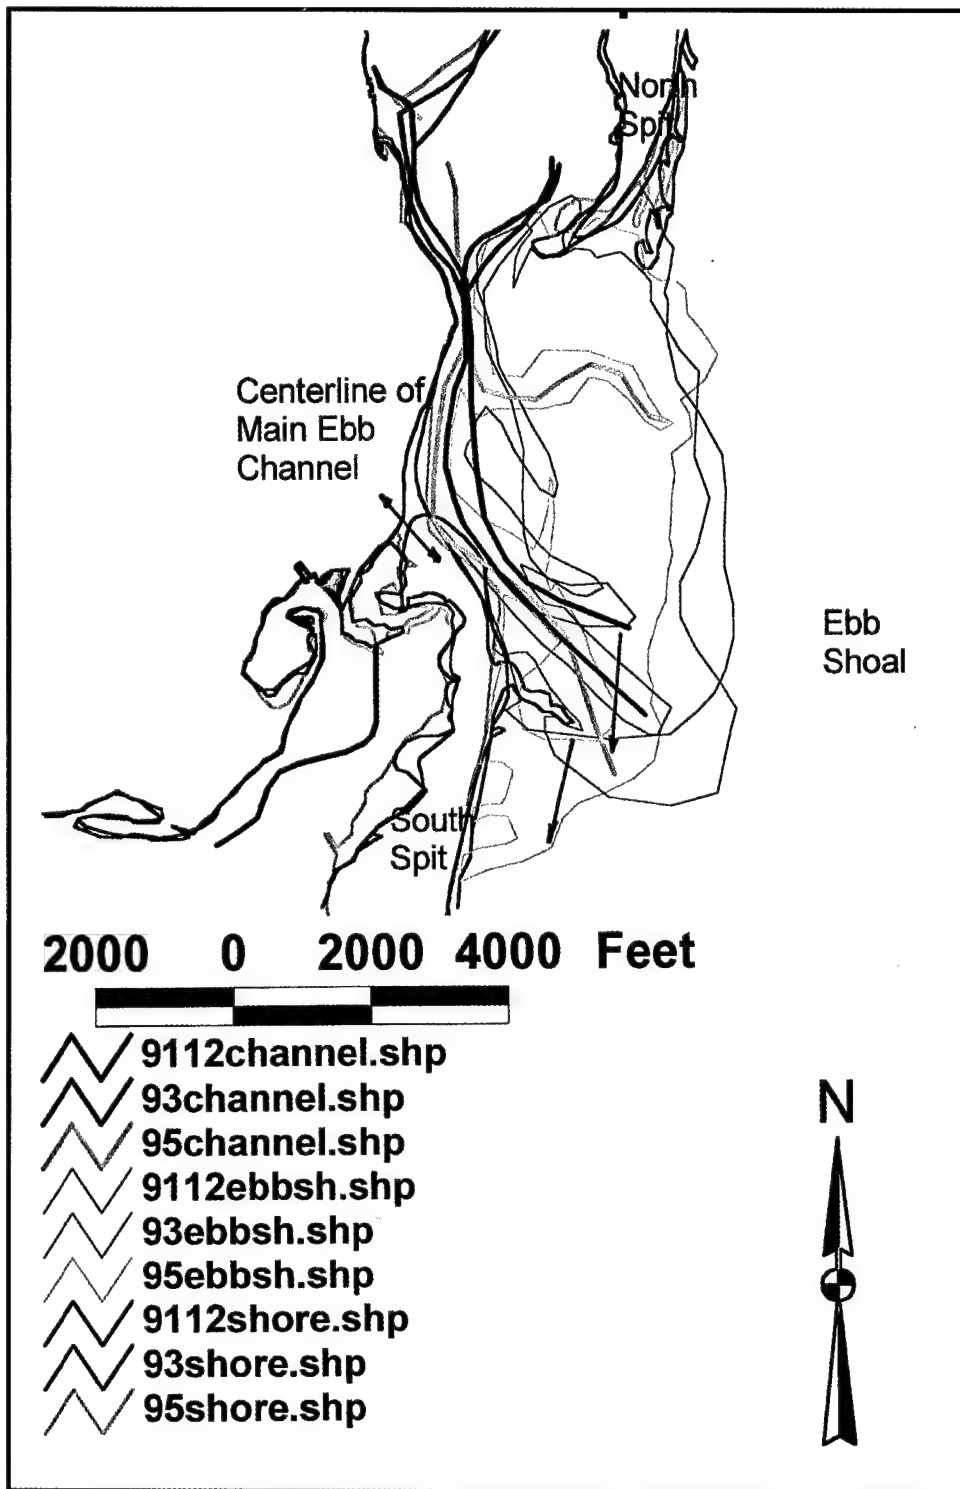 North
Spit
Centerline of
Main Ebb
Channel
Ebb
Shoal
South
Spit
2000 0 2000 4000 Feet
9112channel.shp
93channel.shp
95channel.shp
9112ebbsh.shp
93ebbsh.shp
95ebbsh.shp
9112shore.shp
93shore.shp
95shore.shp
N